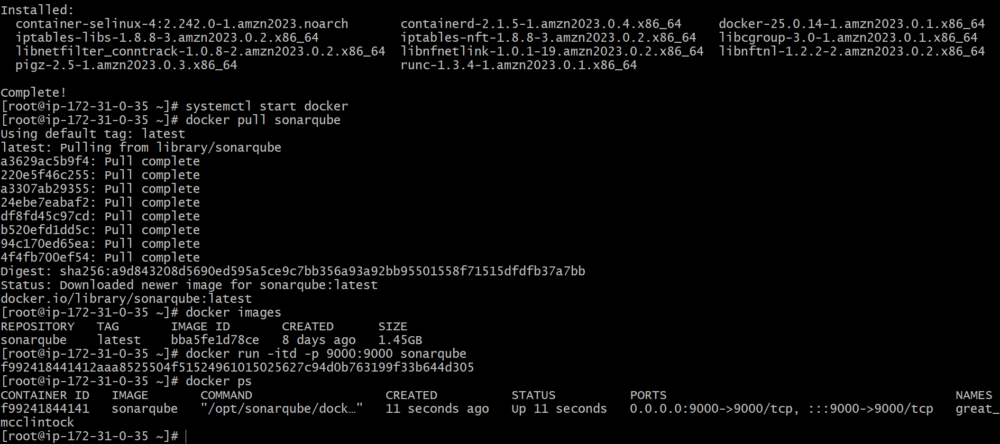 Installed:
  container-selinux-4:2.242.0-1.amzn2023.noarch       containerd-2.1.5-1.amzn2023.0.4.x86_64     docker-25.0.14-1.amzn2023.0.1.x86_64
  iptables-libs-1.8.8-3.amzn2023.0.2.x86_64           iptables-nft-1.8.8-3.amzn2023.0.2.x86_64   libcgroup-3.0-1.amzn2023.0.1.x86_64
  libnetfilter_conntrack-1.0.8-2.amzn2023.0.2.x86_64  libnfnetlink-1.0.1-19.amzn2023.0.2.x86_64  libnftnl-1.2.2-2.amzn2023.0.2.x86_64
  pigz-2.5-1.amzn2023.0.3.x86_64                      runc-1.3.4-1.amzn2023.0.1.x86_64

Complete!
[root@ip-172-31-0-35 ~]# systemctl start docker
[root@ip-172-31-0-35 ~]# docker pull sonarqube
Using default tag: latest
latest: Pulling from library/sonarqube
a3629ac5b9f4: Pull complete
220e5f46c255: Pull complete
a3307ab29355: Pull complete
24ebe7eabaf2: Pull complete
df8fd45c97cd: Pull complete
b520efd1dd5c: Pull complete
94c170ed65ea: Pull complete
4f4fb700ef54: Pull complete
Digest: sha256:a9d843208d5690ed595a5ce9c7bb356a93a92bb95501558f71515dfdfb37a7bb
Status: Downloaded newer image for sonarqube:latest
docker.io/library/sonarqube:latest
[root@ip-172-31-0-35 ~]# docker images
REPOSITORY   TAG       IMAGE ID       CREATED      SIZE
sonarqube    latest    bba5fe1d78ce   8 days ago   1.45GB
[root@ip-172-31-0-35 ~]# docker run -itd -p 9000:9000 sonarqube
f992418441412aaa8525504f51524961015025627c94d0b763199f33b644d305
[root@ip-172-31-0-35 ~]# docker ps
CONTAINER ID   IMAGE       COMMAND                  CREATED          STATUS          PORTS                                       NAMES
f99241844141   sonarqube   "/opt/sonarqube/dock…"   11 seconds ago   Up 11 seconds   0.0.0.0:9000->9000/tcp, :::9000->9000/tcp   great_
mcclintock
[root@ip-172-31-0-35 ~]#